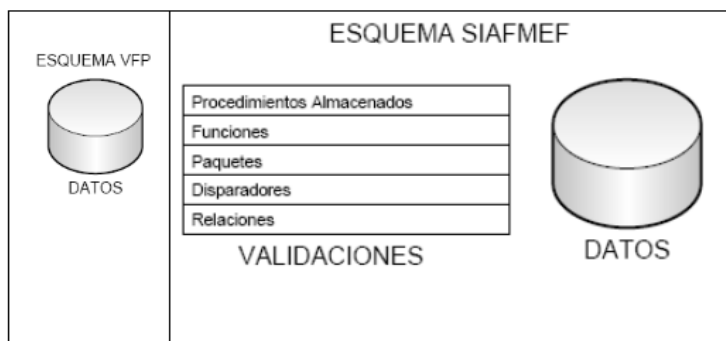 ESQUEMA VFP
DATOS
ESQUEMA SIAFMEF
Procedimientos Almacenados
Funciones
Paquetes
Disparadores
Relaciones
VALIDACIONES
DATOS